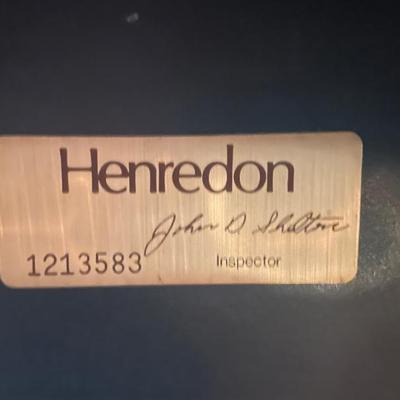 Henredon
John D. Shelton
1213583
Inspector